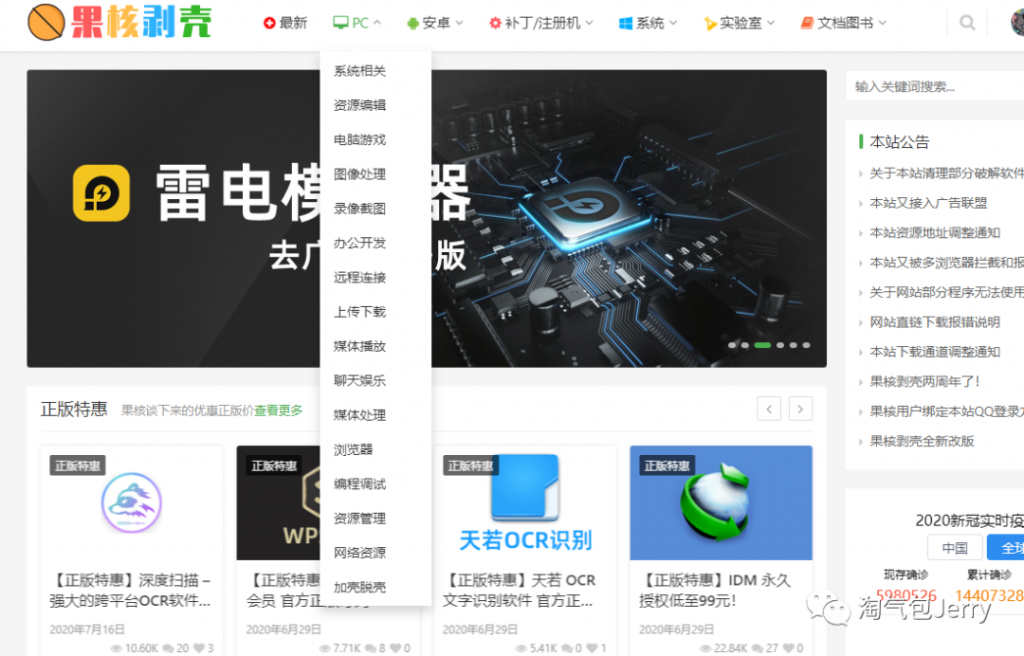 果核剥壳
最新 PC 安卓 补丁/注册机 系统 实验室 文档图书
系统相关
资源编辑
电脑游戏
图像处理
录像截图
办公开发
远程连接
上传下载
媒体播放
聊天娱乐
媒体处理
浏览器
编程调试
资源管理
网络资源
加壳脱壳
雷电模 器
去广 版
输入关键词搜索...
本站公告
关于本站清理部分破解软件
本站又接入广告联盟
本站资源地址调整通知
本站又被多浏览器拦截和报
关于网站部分程序无法使用
网站直链下载报错说明
本站下载通道调整通知
果核剥壳两周年了!
果核用户绑定本站QQ登录方
果核剥壳全新改版
正版特惠 果核谈下来的优惠正版价查看更多
正版特惠
【正版特惠】深度扫描 –
强大的跨平台OCR软件...
2020年7月16日
10.60K 20 3
正版特惠
WP
【正版特惠】
会员 官方正版
2020年6月29日
7.71K 8 0
正版特惠
天若OCR识别
【正版特惠】天若 OCR
文字识别软件 官方正...
2020年6月29日
5.41K 0 1
正版特惠
【正版特惠】IDM 永久
授权低至99元!
2020年6月29日
22.84K 27 0
2020新冠实时疫
中国 全球
现存确诊 累计确诊
5980526 14407328
淘气包Jerry